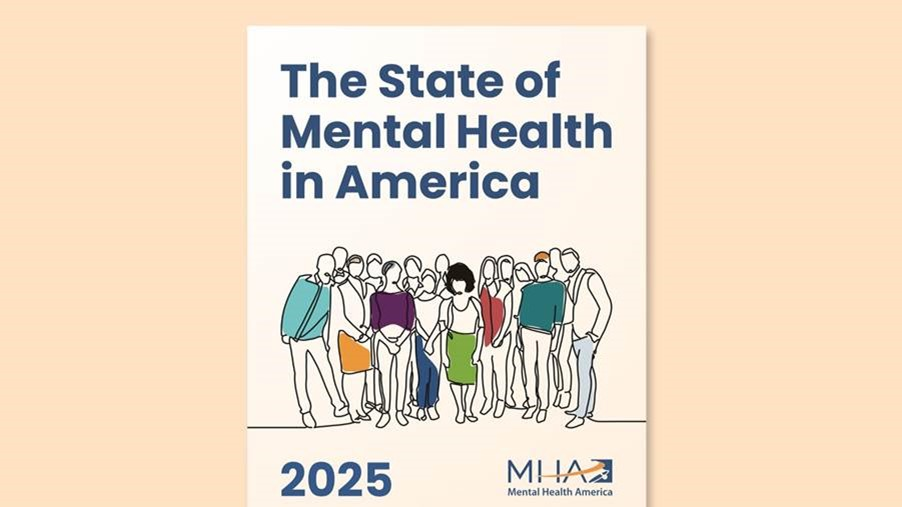 The State of
Mental Health
in America
2025
MHA
Mental Health America